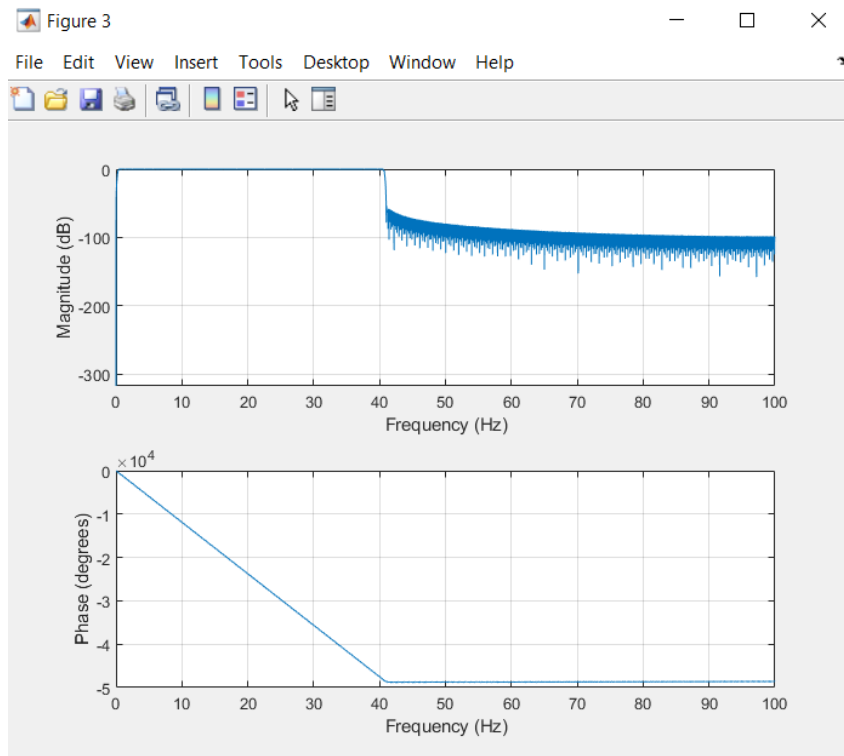 Figure 3
File Edit View Insert Tools Desktop Window Help
0
-100
-200
-300
Magnitude (dB)
0 10 20 30 40 50 60 70 80 90 100
Frequency (Hz)
×10⁴
0
-1
-2
-3
-4
-5
Phase (degrees)
0 10 20 30 40 50 60 70 80 90 100
Frequency (Hz)